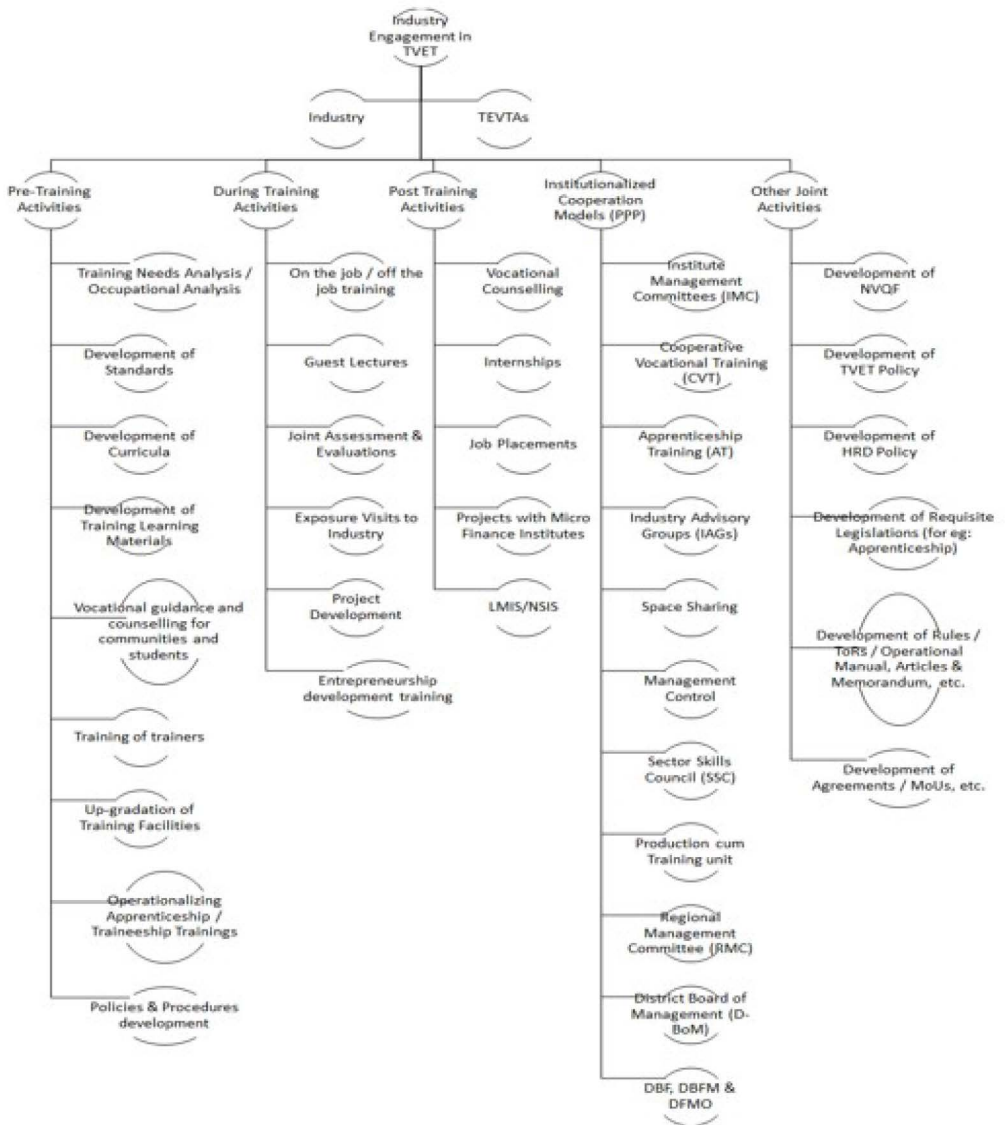 Industry
Engagement in
TVET
Industry
TEVTAs
Pre-Training
Activities
During Training
Activities
Post Training
Activities
Institutionalized
Cooperation
Models (PPP)
Other Joint
Activities
Training Needs Analysis /
Occupational Analysis
Development of
Standards
Development of
Curricula
Development of
Training Learning
Materials
Vocational guidance and
counselling for
communities and
students
Training of trainers
Up-gradation of
Training Facilities
Operationalizing
Apprenticeship /
Traineeship Trainings
Policies & Procedures
development
On the job / off the
job training
Guest Lectures
Joint Assessment &
Evaluations
Exposure Visits to
Industry
Project
Development
Entrepreneurship
development training
Vocational
Counselling
Internships
Job Placements
Projects with Micro
Finance Institutes
LMIS/NSIS
Institute
Management
Committees (IMC)
Cooperative
Vocational Training
(CVT)
Apprenticeship
Training (AT)
Industry Advisory
Groups (IAGs)
Space Sharing
Management
Control
Sector Skills
Council (SSC)
Production cum
Training unit
Regional
Management
Committee (RMC)
District Board of
Management (D-
BoM)
DBF, DBFM &
DFMO
Development of
NVQF
Development of
TVET Policy
Development of
HRD Policy
Development of Requisite
Legislations (for eg:
Apprenticeship)
Development of Rules /
ToRs / Operational
Manual, Articles &
Memorandum, etc.
Development of
Agreements / MoUs, etc.